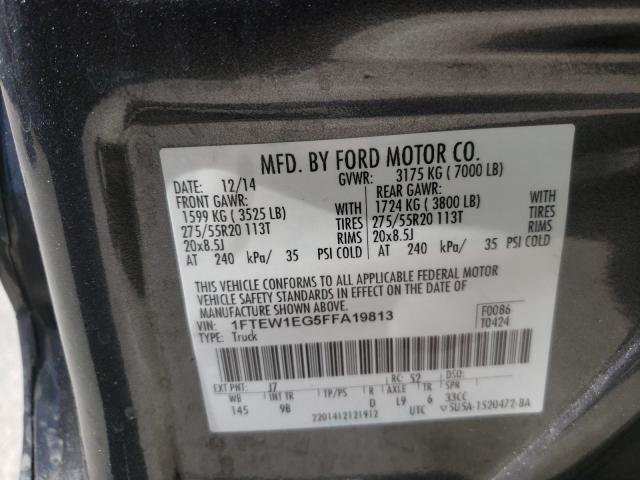 MFD. BY FORD MOTOR CO.
DATE: 12/14 GVWR: 3175 KG ( 7000 LB)
FRONT GAWR: REAR GAWR:
1599 KG ( 3525 LB) WITH 1724 KG ( 3800 LB) WITH
275/55R20 113T TIRES 275/55R20 113T TIRES
20x8.5J RIMS 20x8.5J RIMS
AT 240 kPa/ 35 PSI COLD AT 240 kPa/ 35 PSI COLD
THIS VEHICLE CONFORMS TO ALL APPLICABLE FEDERAL MOTOR
VEHICLE SAFETY STANDARDS IN EFFECT ON THE DATE OF
MANUFACTURE SHOWN ABOVE.
VIN: 1FTEW1EG5FFA19813 F0086
TYPE: Truck T0424
EXT PNT: J7 RC: 52 DSO:
WB INT TR TP/PS R AXLE TR SPR
145 9B D L9 6 33CC
2201412121912 UTC ▽5U5A-1520472-BA